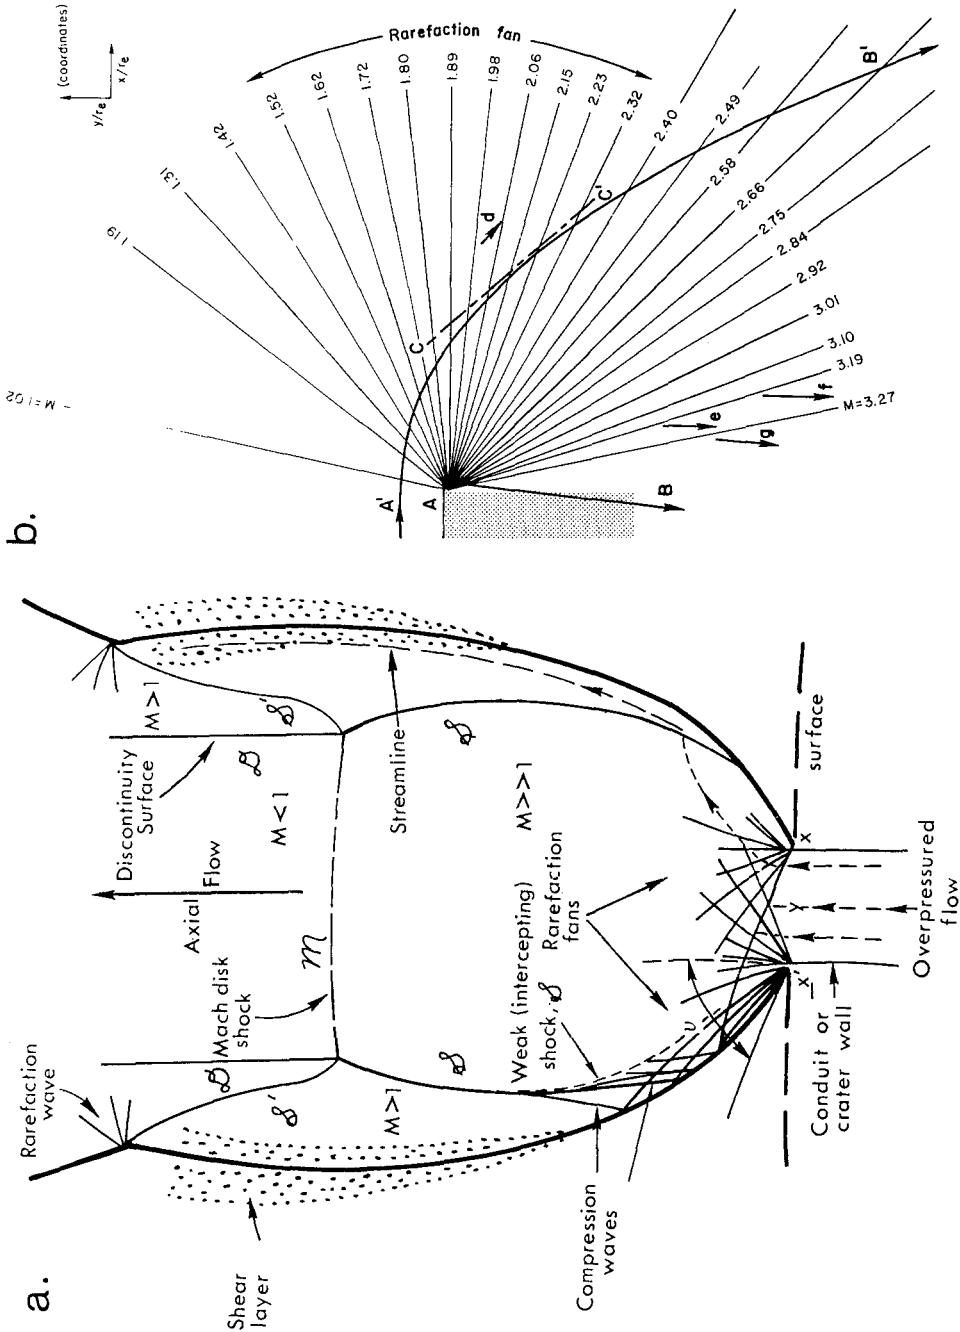 a.
Shear
layer
Rarefaction
wave
M>1
Mach disk
shock
Axial
Flow
M<1
Discontinuity
Surface
M>1
Streamline
M>>1
Weak (intercepting)
shock,
Rarefaction
fans
Compression
waves
ν
x'
y
x
surface
Conduit or
crater wall
Overpressured
flow
b.
y/re
x/re
(coordinates)
Rarefaction fan
M=1.02
1.19
1.31
1.42
1.52
1.62
1.72
1.80
1.89
1.98
2.06
2.15
2.23
2.32
2.40
2.49
2.58
2.66
2.75
2.84
2.92
3.01
3.10
3.19
M=3.27
A'
A
B
B'
C
C'
d
e
f
g